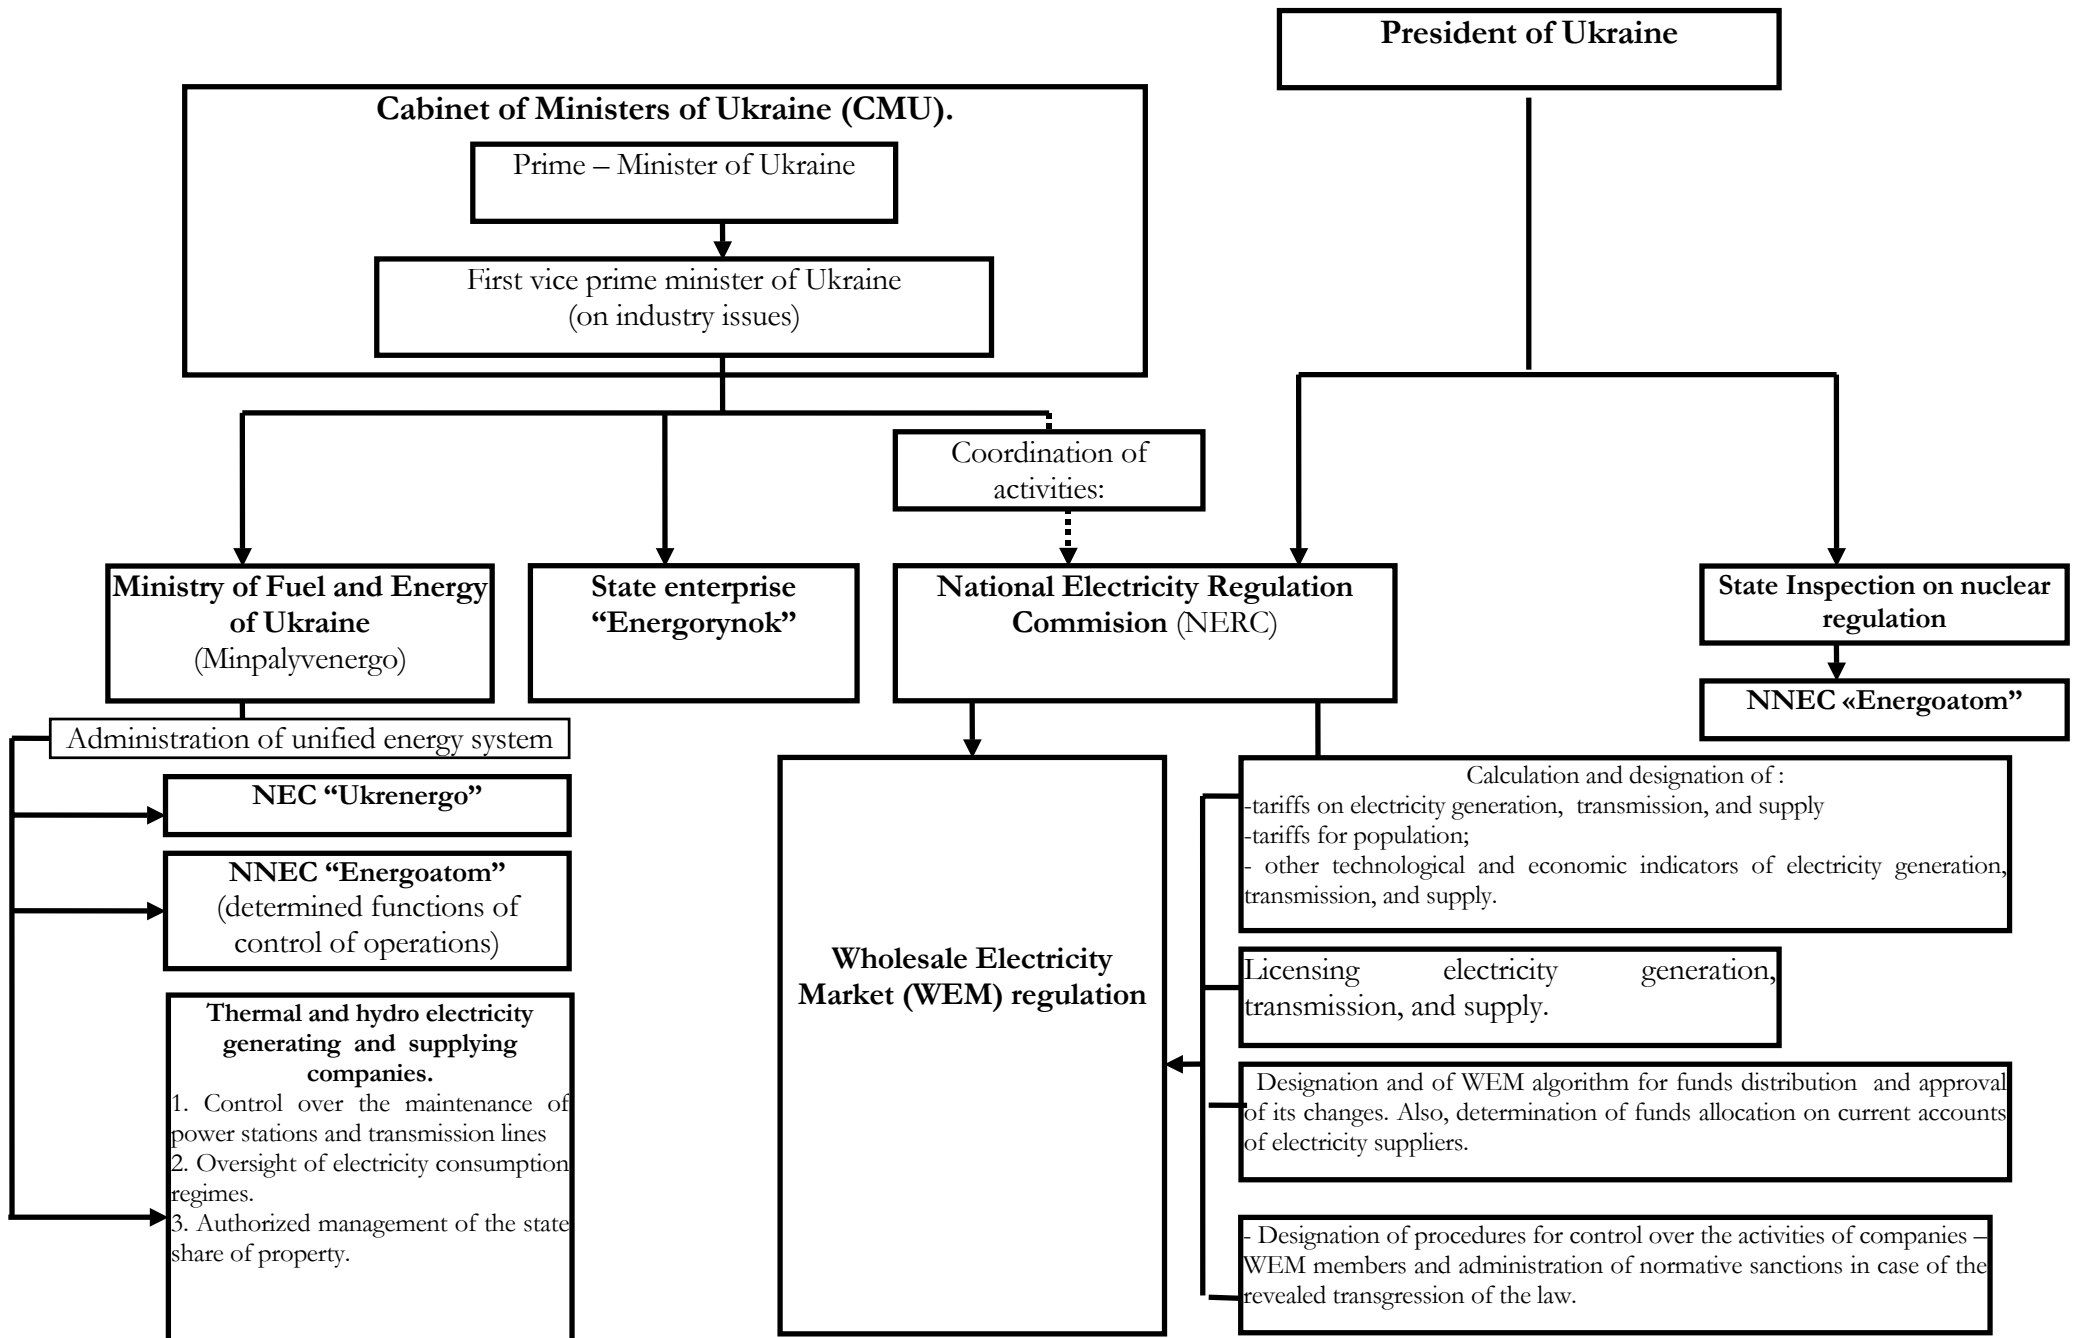 President of Ukraine
Cabinet of Ministers of Ukraine (CMU).
Prime – Minister of Ukraine
First vice prime minister of Ukraine
(on industry issues)
Coordination of
activities:
Ministry of Fuel and Energy
of Ukraine
(Minpalyvenergo)
State enterprise
“Energorynok”
National Electricity Regulation
Commision (NERC)
State Inspection on nuclear
regulation
NNEC «Energoatom”
Administration of unified energy system
NEC “Ukrenergo”
NNEC “Energoatom”
(determined functions of
control of operations)
Thermal and hydro electricity
generating and supplying
companies.
1. Control over the maintenance of
power stations and transmission lines
2. Oversight of electricity consumption
regimes.
3. Authorized management of the state
share of property.
Wholesale Electricity
Market (WEM) regulation
Calculation and designation of :
-tariffs on electricity generation, transmission, and supply
-tariffs for population;
- other technological and economic indicators of electricity generation,
transmission, and supply.
Licensing electricity generation,
transmission, and supply.
Designation and of WEM algorithm for funds distribution and approval
of its changes. Also, determination of funds allocation on current accounts
of electricity suppliers.
- Designation of procedures for control over the activities of companies –
WEM members and administration of normative sanctions in case of the
revealed transgression of the law.